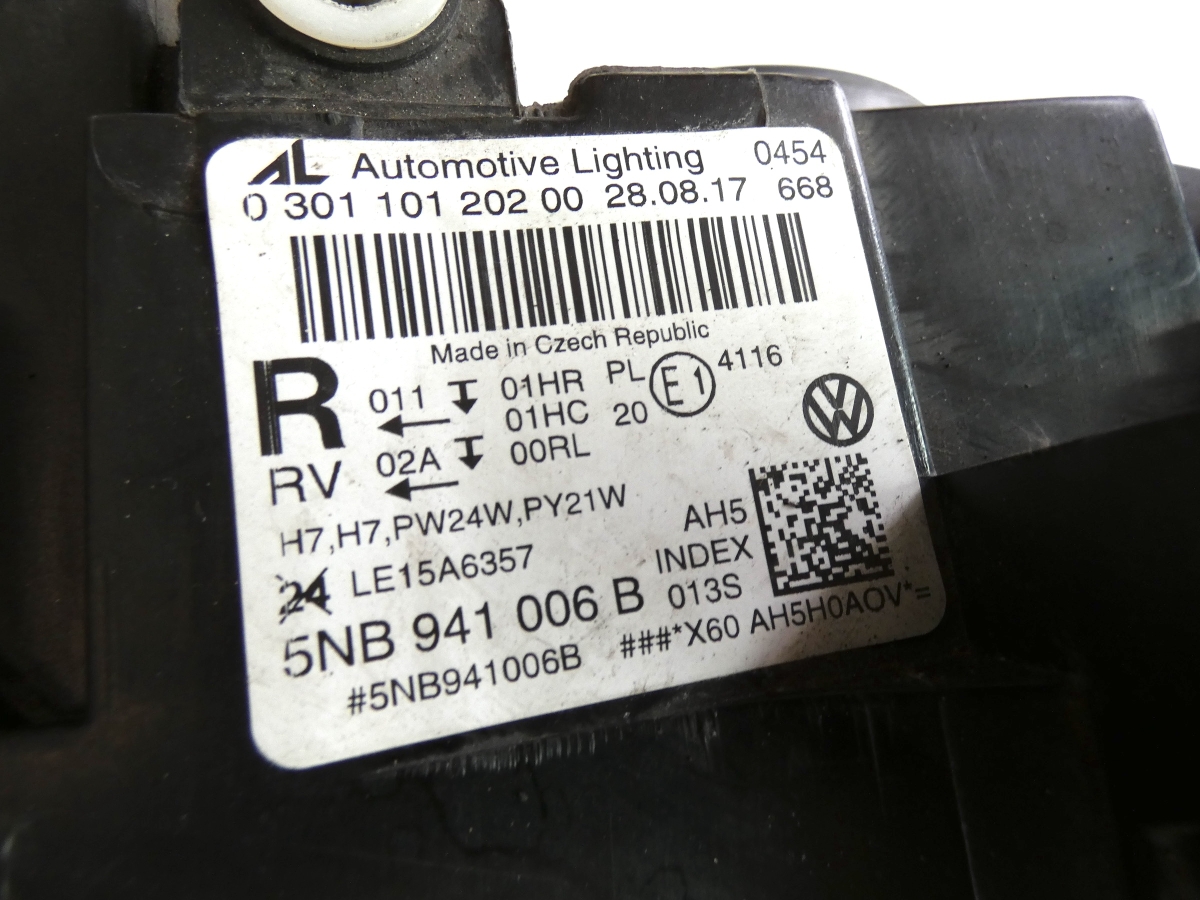 AL Automotive Lighting 0454
0 301 101 202 00 28.08.17 668
Made in Czech Republic
R 011 01HR PL E1 4116
01HC 20
RV 02A 00RL
H7,H7,PW24W,PY21W AH5
24 LE15A6357 INDEX
5NB 941 006 B 013S
#5NB941006B ###*X60 AH5H0AOV*=